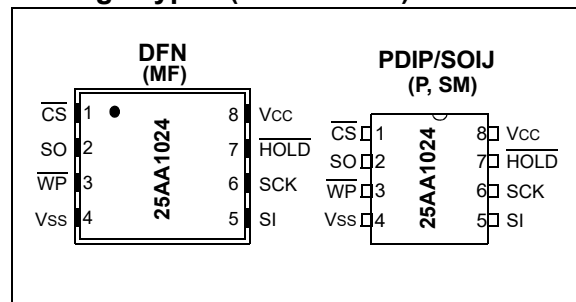 DFN
(MF)
CS 1 8 VCC
SO 2 7 HOLD
WP 3 6 SCK
VSS 4 5 SI
25AA1024
PDIP/SOIJ
(P, SM)
CS 1 8 VCC
SO 2 7 HOLD
WP 3 6 SCK
VSS 4 5 SI
25AA1024